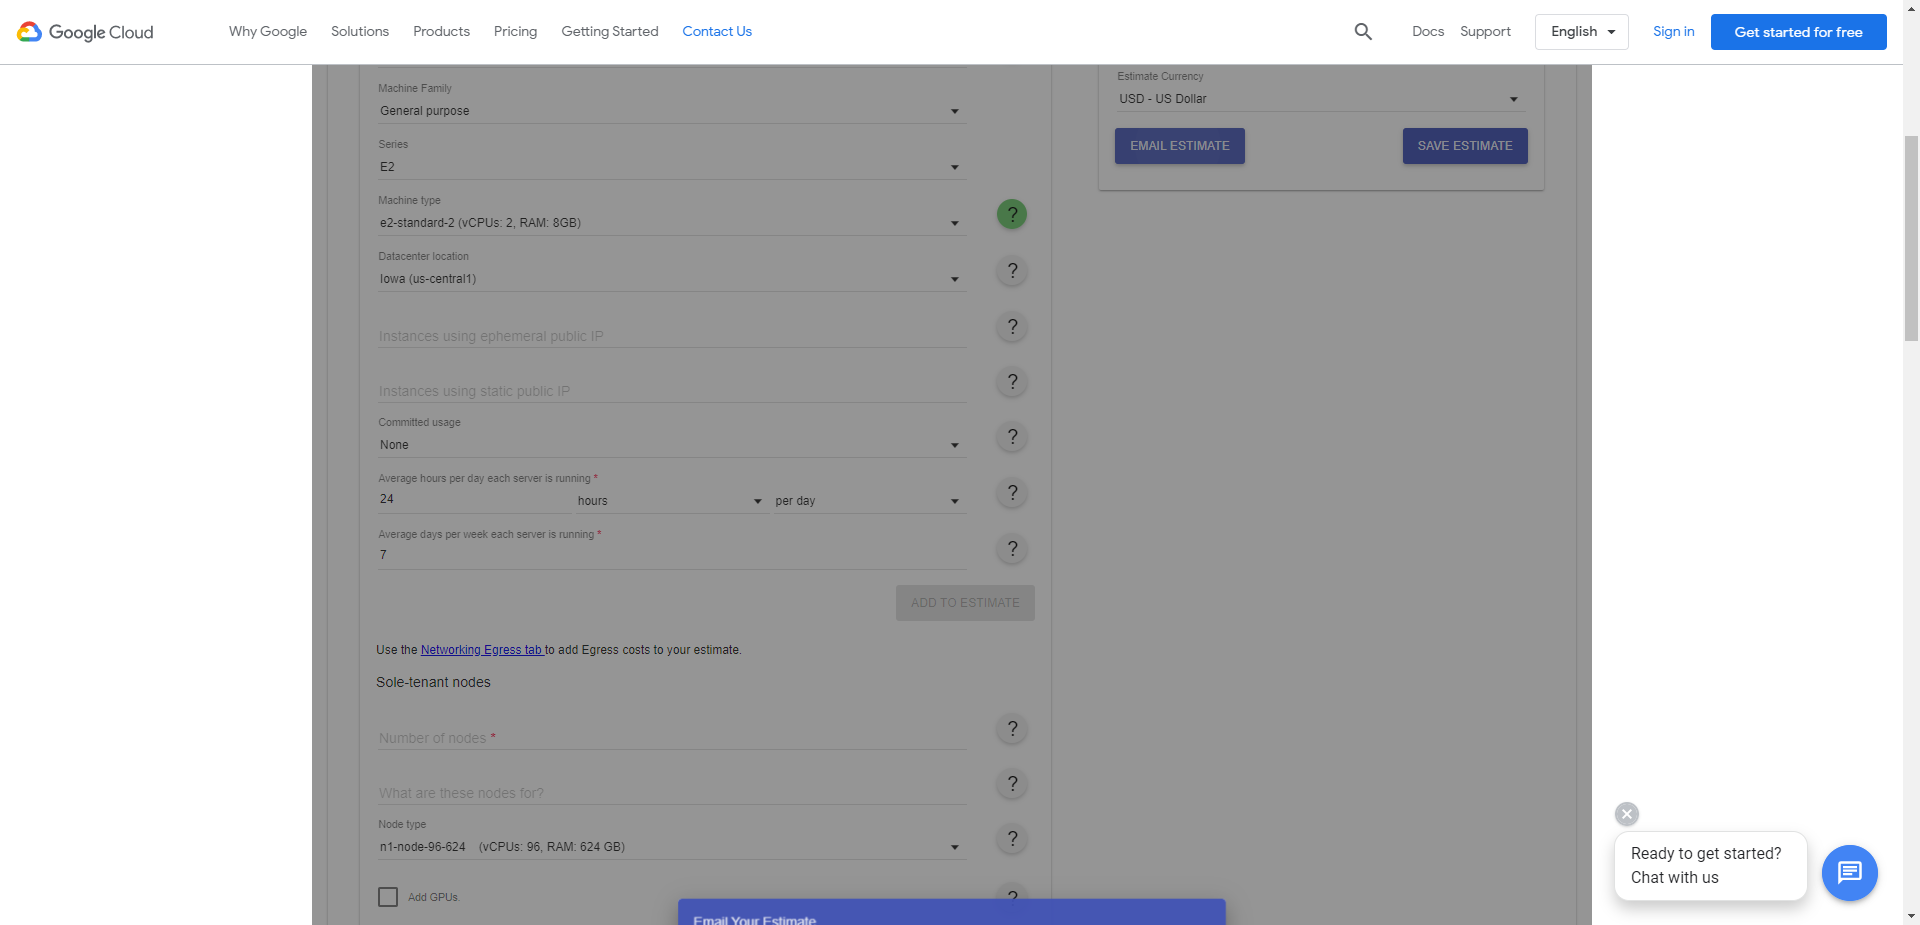 Google Cloud
Why Google
Solutions
Products
Pricing
Getting Started
Contact Us
Docs
Support
English
Sign in
Get started for free
Machine Family
General purpose
Series
E2
Machine type
e2-standard-2 (vCPUs: 2, RAM: 8GB)
?
Datacenter location
Iowa (us-central1)
?
Instances using ephemeral public IP
?
Instances using static public IP
?
Committed usage
None
?
Average hours per day each server is running *
24
hours
per day
?
Average days per week each server is running *
7
?
ADD TO ESTIMATE
Use the Networking Egress tab to add Egress costs to your estimate.
Sole-tenant nodes
Number of nodes *
?
What are these nodes for?
?
Node type
n1-node-96-624 (vCPUs: 96, RAM: 624 GB)
?
Add GPUs.
?
Email Your Estimate
Estimate Currency
USD - US Dollar
EMAIL ESTIMATE
SAVE ESTIMATE
Ready to get started?
Chat with us